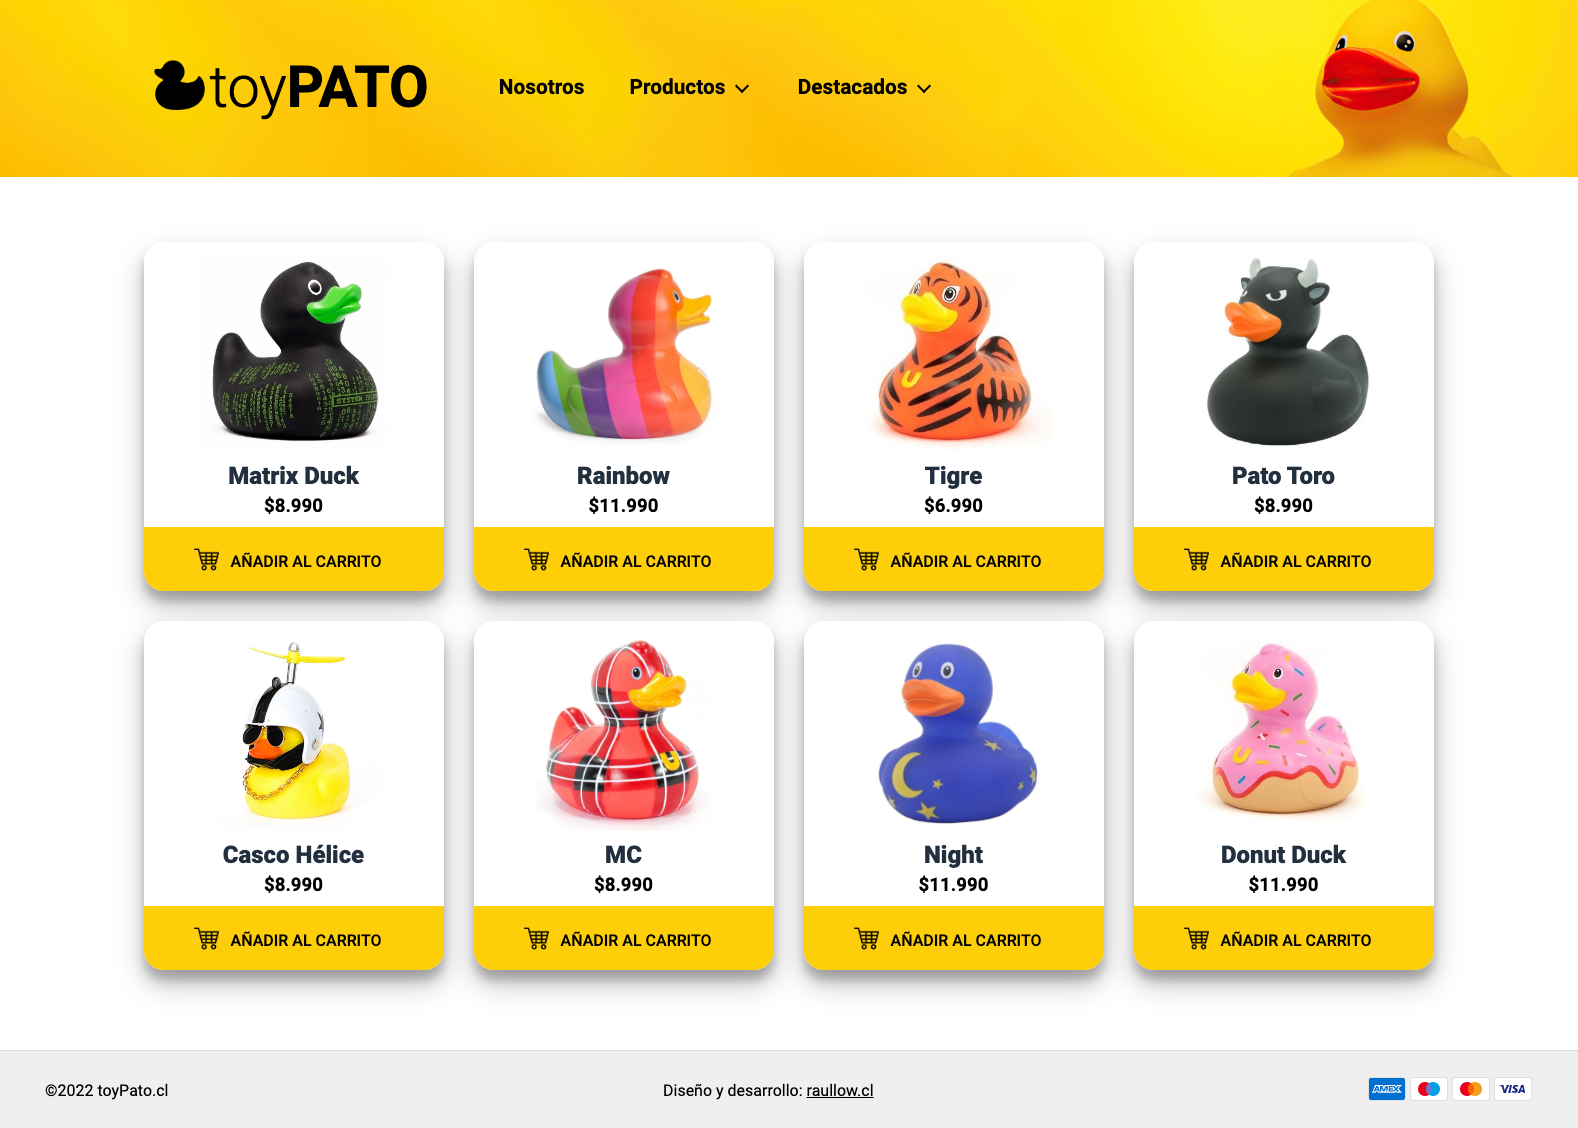 toyPATO
Nosotros
Productos
Destacados
SYSTEM
Matrix Duck
$8.990
AÑADIR AL CARRITO
Rainbow
$11.990
AÑADIR AL CARRITO
Tigre
$6.990
AÑADIR AL CARRITO
Pato Toro
$8.990
AÑADIR AL CARRITO
Casco Hélice
$8.990
AÑADIR AL CARRITO
MC
$8.990
AÑADIR AL CARRITO
Night
$11.990
AÑADIR AL CARRITO
Donut Duck
$11.990
AÑADIR AL CARRITO
©2022 toyPato.cl
Diseño y desarrollo: raullow.cl
AMEX
VISA